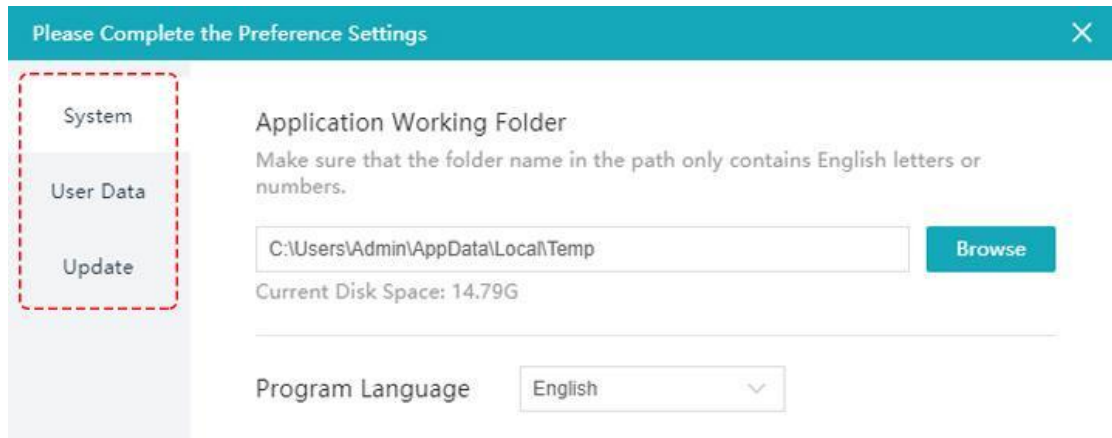 Please Complete the Preference Settings
System
User Data
Update
Application Working Folder
Make sure that the folder name in the path only contains English letters or
numbers.
C:\Users\Admin\AppData\Local\Temp
Browse
Current Disk Space: 14.79G
Program Language
English